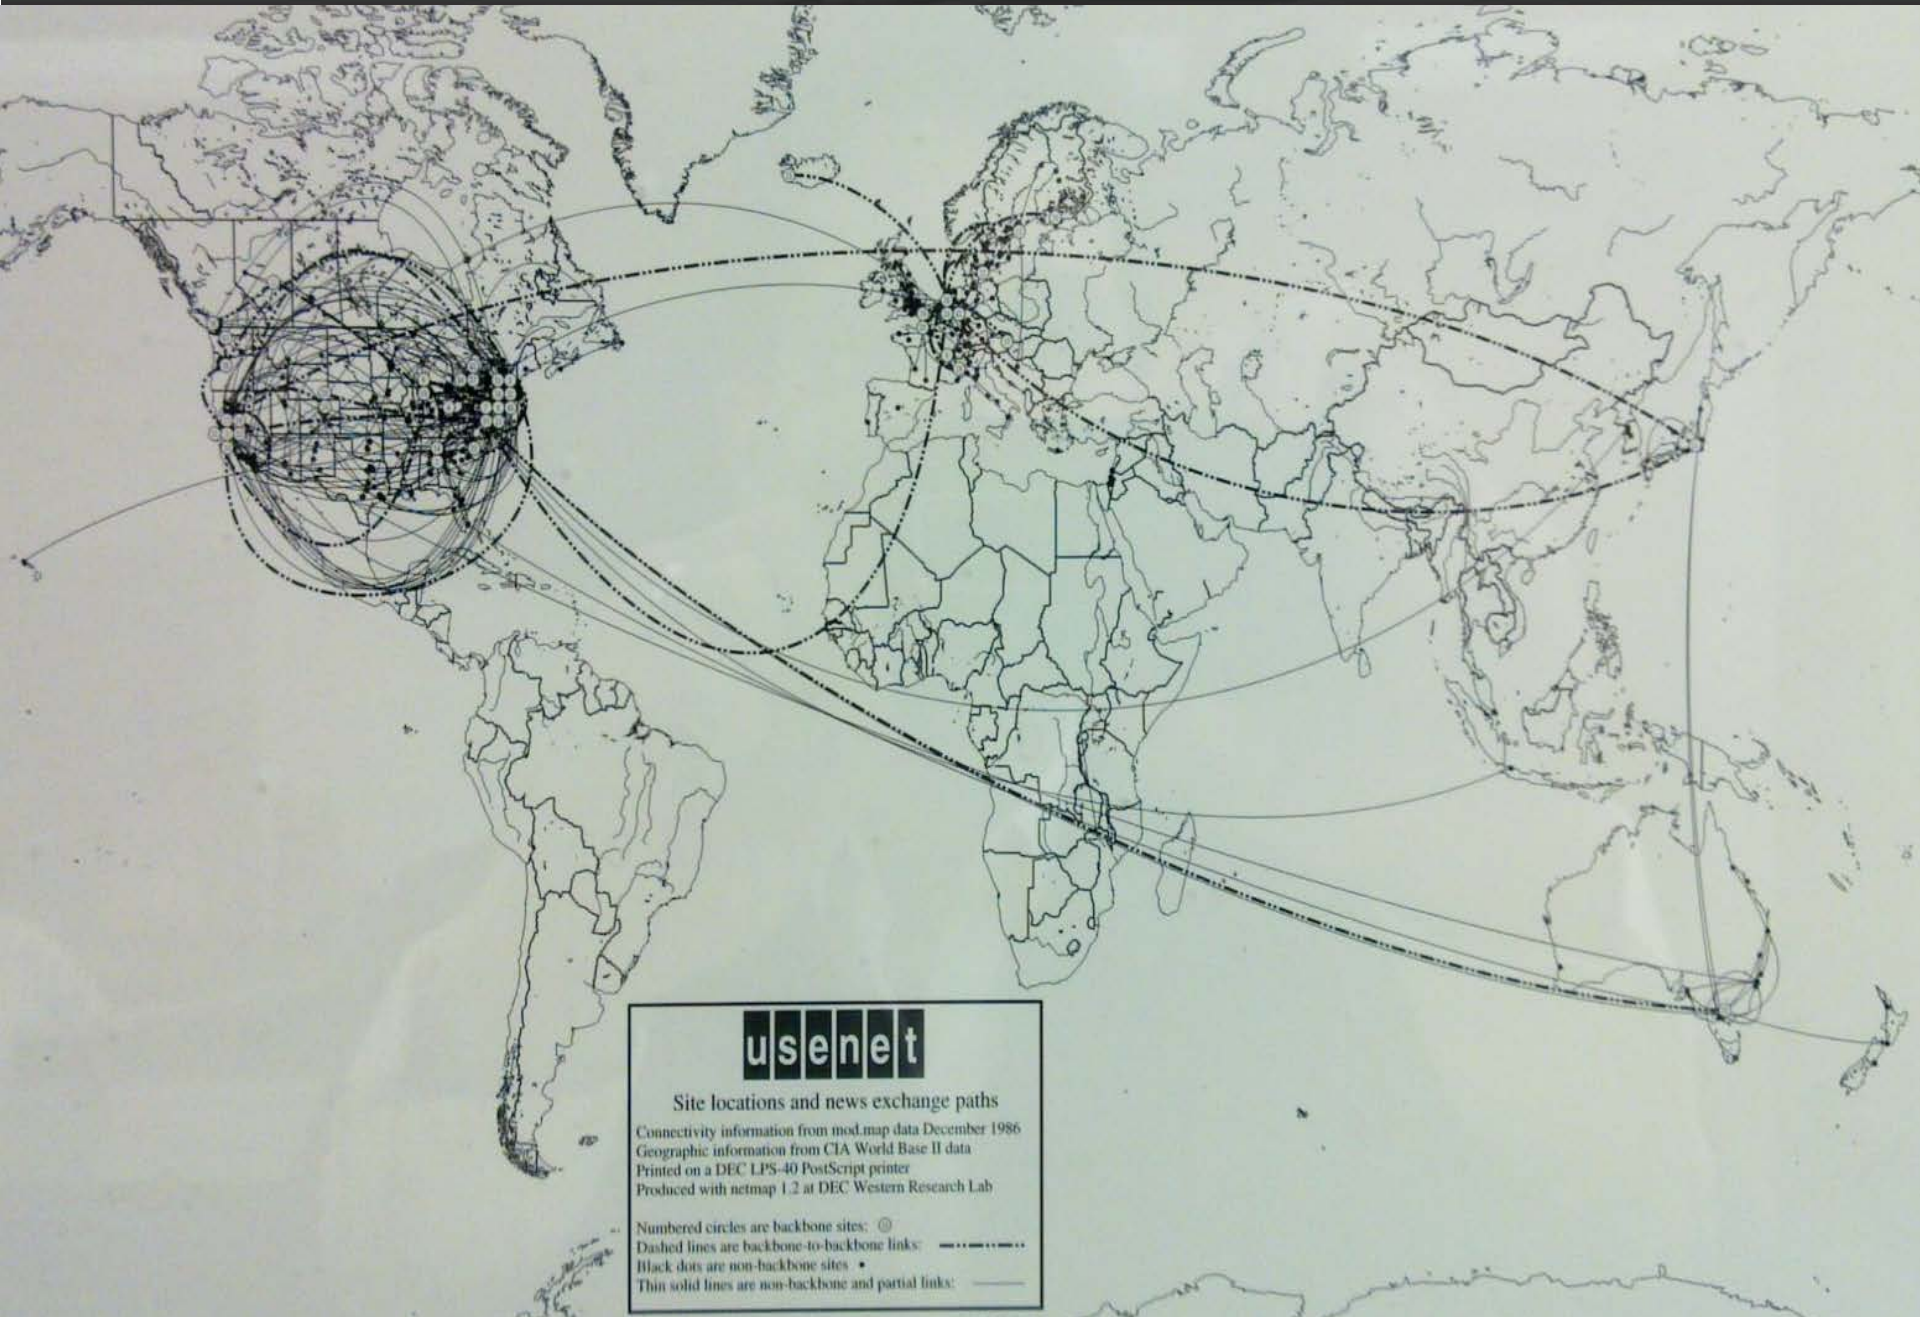 usenet
Site locations and news exchange paths
Connectivity information from mod.map data December 1986
Geographic information from CIA World Base II data
Printed on a DEC LPS-40 PostScript printer
Produced with netmap 1.2 at DEC Western Research Lab
Numbered circles are backbone sites:
Dashed lines are backbone-to-backbone links:
Black dots are non-backbone sites
Thin solid lines are non-backbone and partial links: